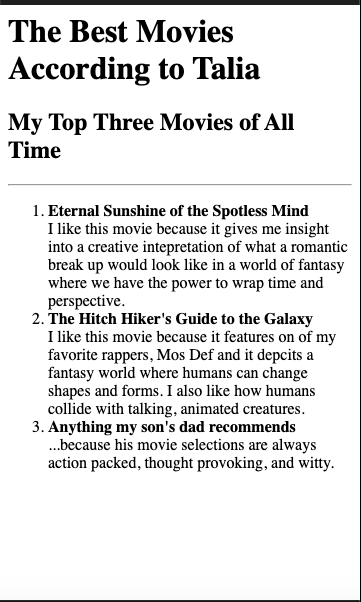 The Best Movies
According to Talia
My Top Three Movies of All
Time
1. Eternal Sunshine of the Spotless Mind
I like this movie because it gives me insight
into a creative intepretation of what a romantic
break up would look like in a world of fantasy
where we have the power to wrap time and
perspective.
2. The Hitch Hiker's Guide to the Galaxy
I like this movie because it features on of my
favorite rappers, Mos Def and it depcits a
fantasy world where humans can change
shapes and forms. I also like how humans
collide with talking, animated creatures.
3. Anything my son's dad recommends
...because his movie selections are always
action packed, thought provoking, and witty.